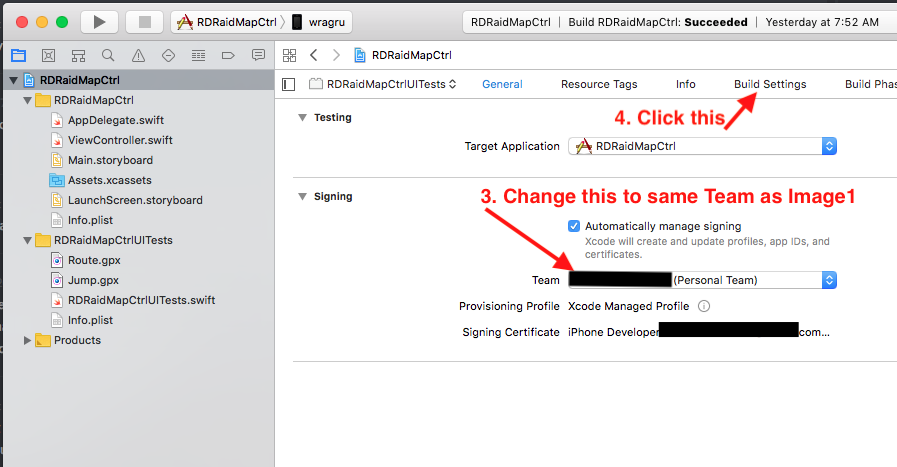 RDRaidMapCtrl wragru
RDRaidMapCtrl | Build RDRaidMapCtrl: Succeeded | Yesterday at 7:52 AM
RDRaidMapCtrl
RDRaidMapCtrl
AppDelegate.swift
ViewController.swift
Main.storyboard
Assets.xcassets
LaunchScreen.storyboard
Info.plist
RDRaidMapCtrlUITests
Route.gpx
Jump.gpx
RDRaidMapCtrlUITests.swift
Info.plist
Products
RDRaidMapCtrl
RDRaidMapCtrlUITests General Resource Tags Info Build Settings Build Phas
4. Click this
Testing
Target Application RDRaidMapCtrl
Signing
3. Change this to same Team as Image1
Automatically manage signing
Xcode will create and update profiles, app IDs, and
certificates.
Team (Personal Team)
Provisioning Profile Xcode Managed Profile
Signing Certificate iPhone Developer com...